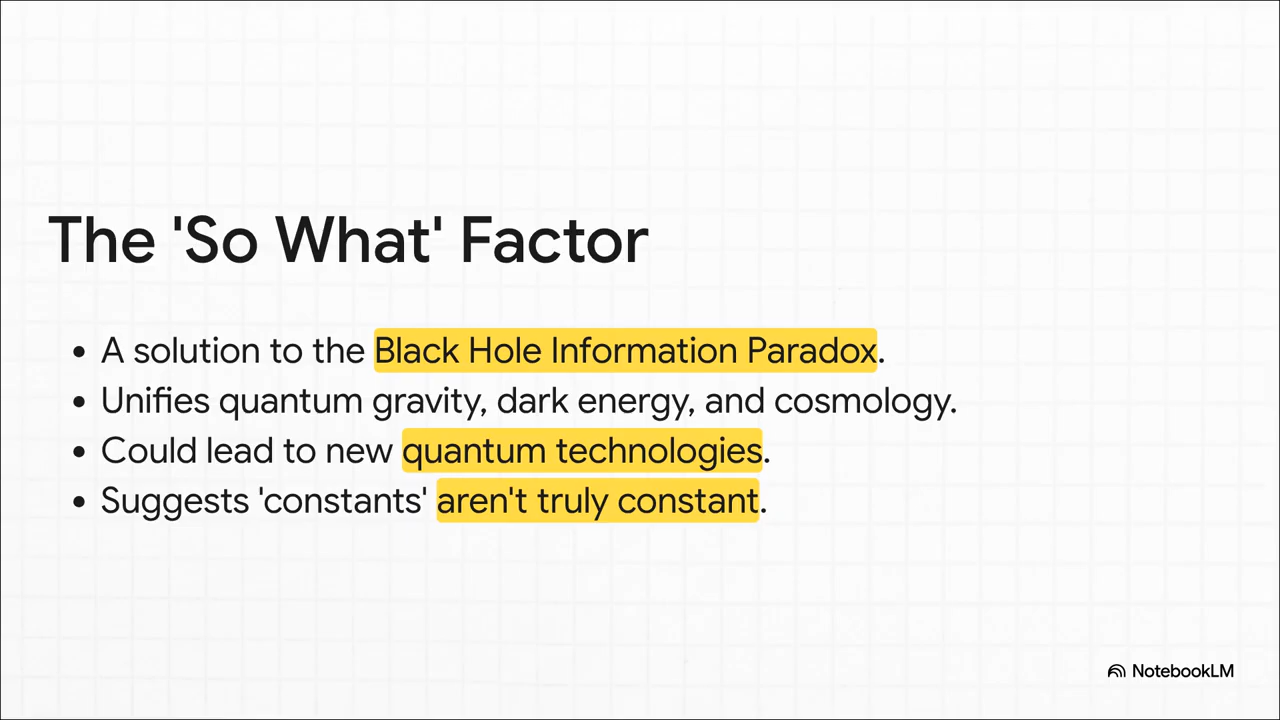 The 'So What' Factor
• A solution to the Black Hole Information Paradox.
• Unifies quantum gravity, dark energy, and cosmology.
• Could lead to new quantum technologies.
• Suggests 'constants' aren't truly constant.
NotebookLM